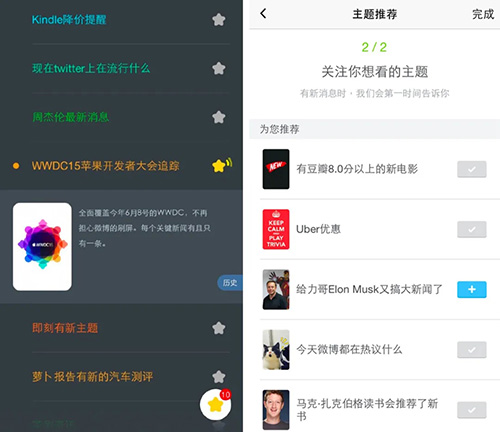 Kindle降价提醒
现在twitter上在流行什么
周杰伦最新消息
WWDC15苹果开发者大会追踪
全面覆盖今年6月8号的WWDC，不再
担心微博的刷屏。每个关键新闻有且只
有一条。
#WWDC15
历史
即刻有新主题
萝卜报告有新的汽车测评
10
主题推荐
完成
2 / 2
关注你想看的主题
有新消息时，我们会第一时间告诉你
为您推荐
NEW
有豆瓣8.0分以上的新电影
KEEP
CALM
AND
PLAY
TRIVIA
Uber优惠
给力哥Elon Musk又搞大新闻了
今天微博都在热议什么
马克·扎克伯格读书会推荐了新
书